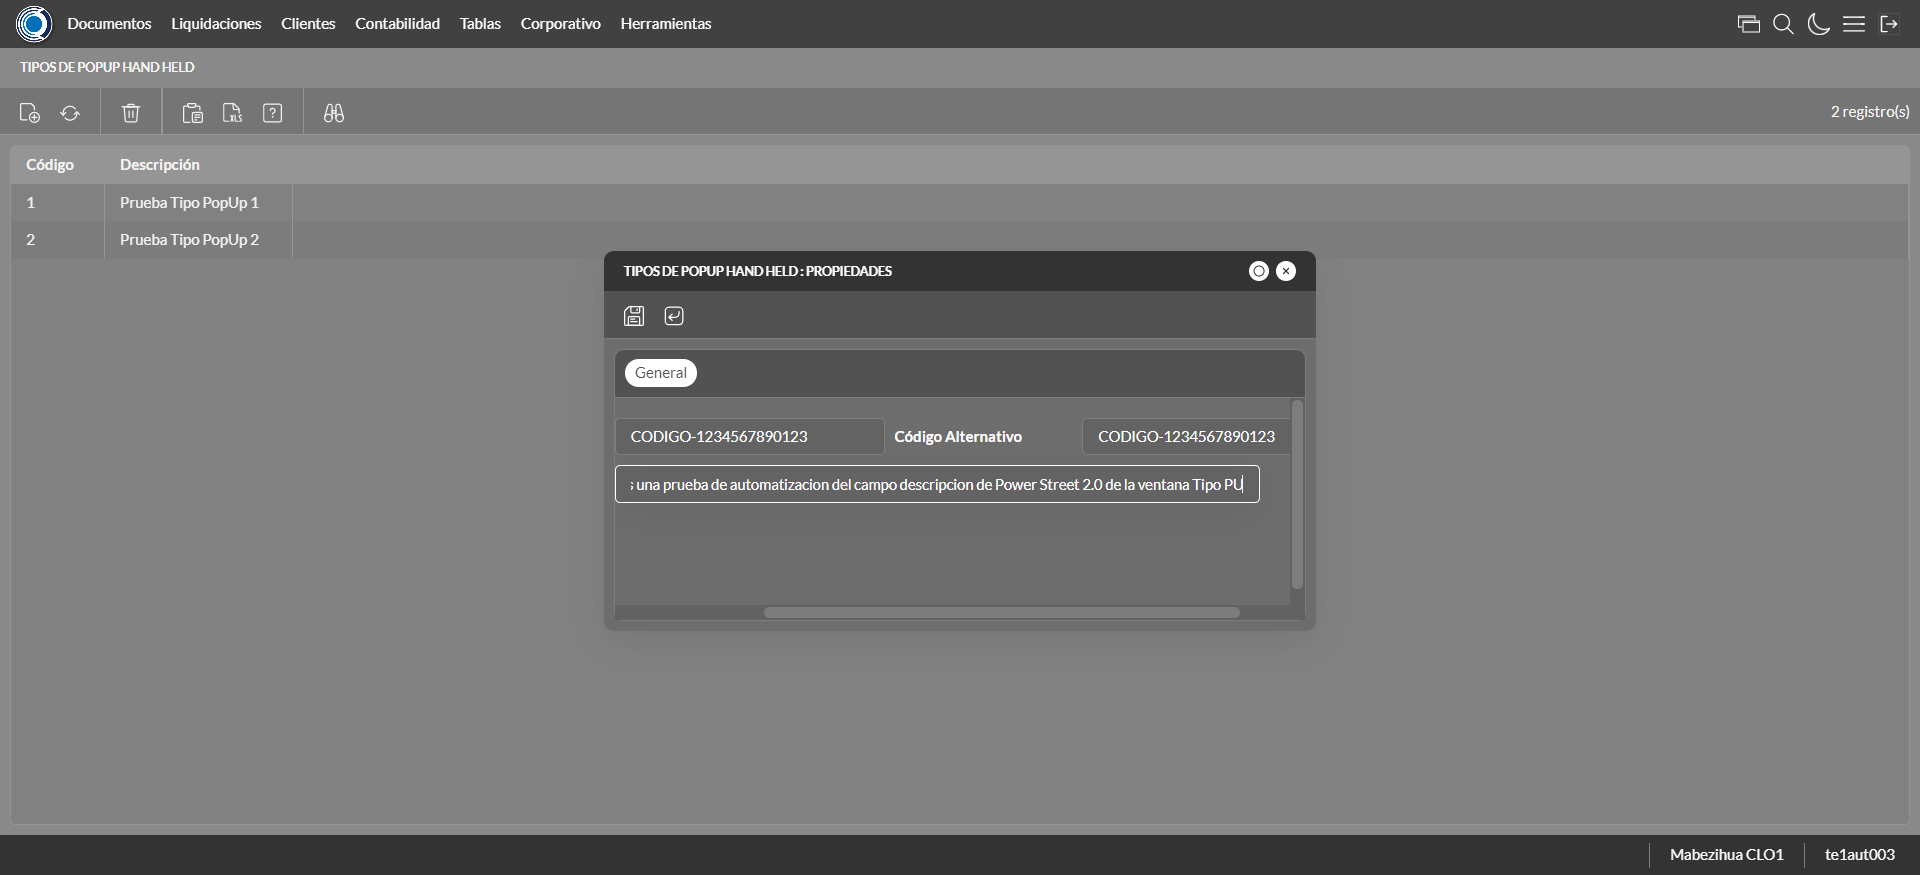 Documentos Liquidaciones Clientes Contabilidad Tablas Corporativo Herramientas
TIPOS DE POPUP HAND HELD
XLS ? 2 registro(s)
Código Descripción
1 Prueba Tipo PopUp 1
2 Prueba Tipo PopUp 2
TIPOS DE POPUP HAND HELD : PROPIEDADES
General
CODIGO-1234567890123 Código Alternativo CODIGO-1234567890123
una prueba de automatizacion del campo descripcion de Power Street 2.0 de la ventana Tipo PU
Mabezihua CLO1 te1aut003